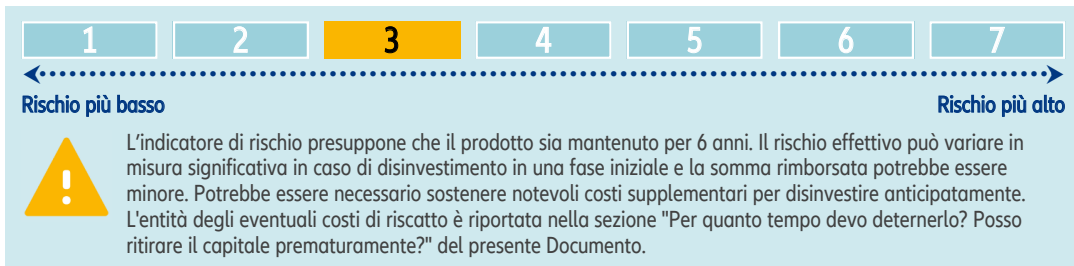 1 2 3 4 5 6 7
Rischio più basso Rischio più alto
L'indicatore di rischio presuppone che il prodotto sia mantenuto per 6 anni. Il rischio effettivo può variare in
misura significativa in caso di disinvestimento in una fase iniziale e la somma rimborsata potrebbe essere
minore. Potrebbe essere necessario sostenere notevoli costi supplementari per disinvestire anticipatamente.
L'entità degli eventuali costi di riscatto è riportata nella sezione "Per quanto tempo devo deternerlo? Posso
ritirare il capitale prematuramente?" del presente Documento.